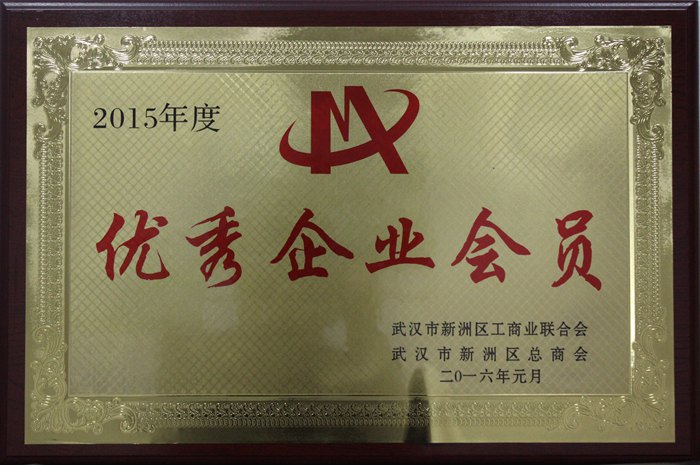 2015年度
优秀企业会员
武汉市新洲区工商业联合会
武汉市新洲区总商会
二0一六年元月